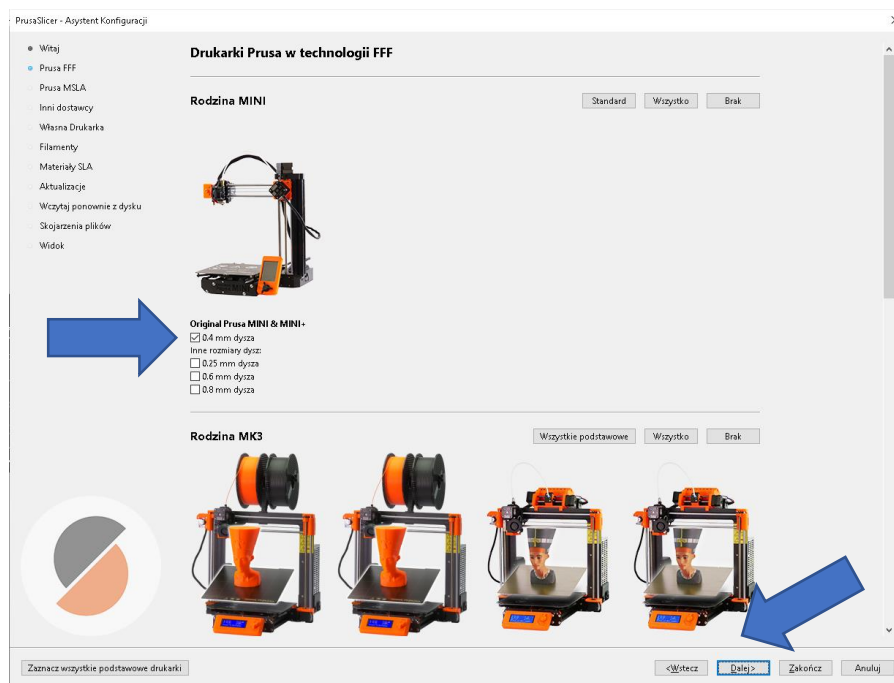 PrusaSlicer - Asystent Konfiguracji
Witaj
Prusa FFF
Prusa MSLA
Inni dostawcy
Własna Drukarka
Filamenty
Materiały SLA
Aktualizacje
Wczytaj ponownie z dysku
Skojarzenia plików
Widok
Drukarki Prusa w technologii FFF
Rodzina MINI
Standard Wszystko Brak
Original Prusa MINI & MINI+
0.4 mm dysza
Inne rozmiary dysz:
0.25 mm dysza
0.6 mm dysza
0.8 mm dysza
Rodzina MK3
Wszystkie podstawowe Wszystko Brak
Zaznacz wszystkie podstawowe drukarki
<Wstecz Dalej> Zakończ Anuluj